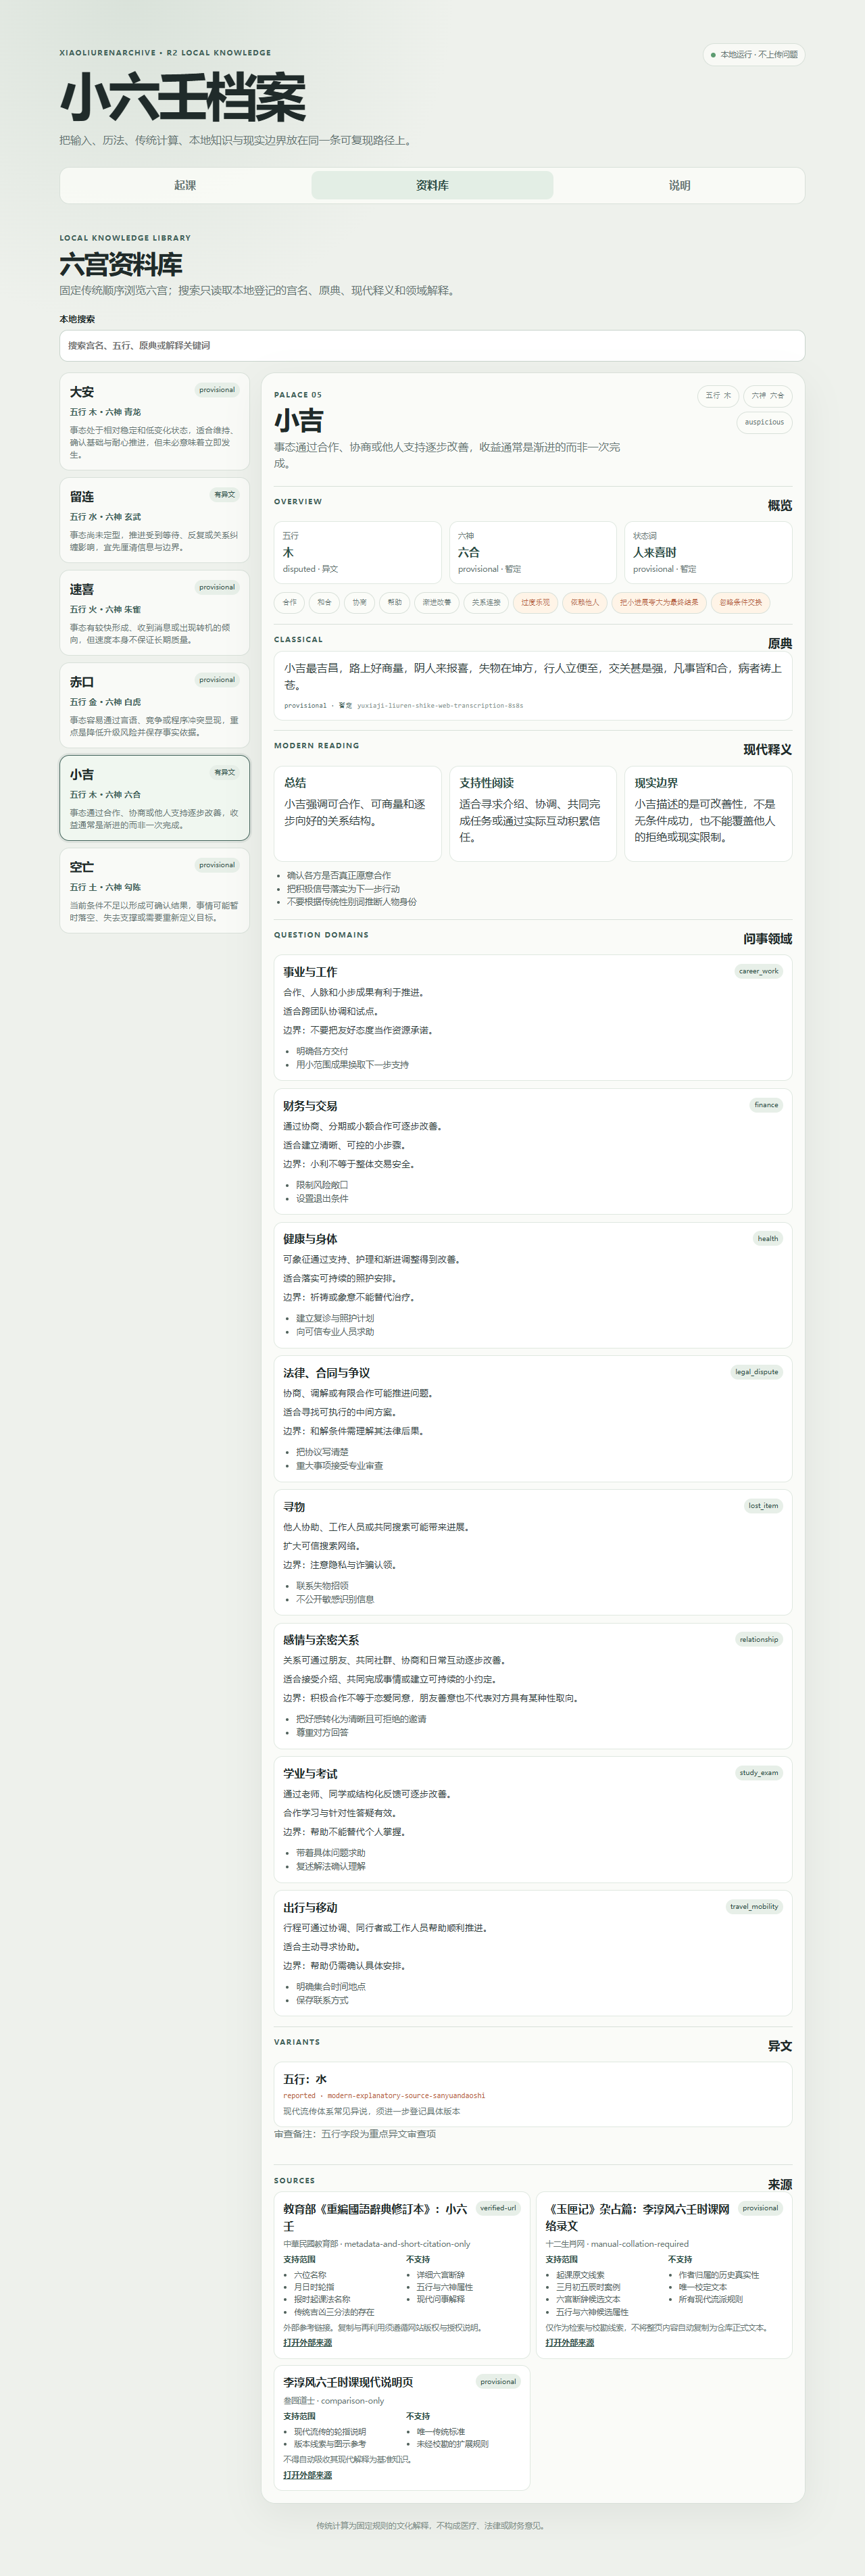 XIAOLIURENARCHIVE • R2 LOCAL KNOWLEDGE
本地运行 · 不上传问题
小六壬档案
把输入、历法、传统计算、本地知识与现实边界放在同一条可复现路径上。
起课
资料库
说明
LOCAL KNOWLEDGE LIBRARY
六宫资料库
固定传统顺序浏览六宫；搜索只读取本地登记的宫名、原典、现代释义和领域解释。
本地搜索
搜索宫名、五行、原典或解释关键词
大安
provisional
五行 木 • 六神 青龙
事态处于相对稳定和低变化状态，适合维持、
确认基础与耐心推进，但未必意味着立即发
生。
留连
有异文
五行 水 • 六神 玄武
事态尚未定型，推进受到等待、反复或关系纠
缠影响，宜先厘清信息与边界。
速喜
provisional
五行 火 • 六神 朱雀
事态有较快形成、收到消息或出现转机的倾
向，但速度本身不保证长期质量。
赤口
provisional
五行 金 • 六神 白虎
事态容易通过言语、竞争或程序冲突显现，重
点是降低升级风险并保存事实依据。
小吉
有异文
五行 木 • 六神 六合
事态通过合作、协商或他人支持逐步改善，收
益通常是渐进的而非一次完成。
空亡
provisional
五行 土 • 六神 勾陈
当前条件不足以形成可确认结果，事情可能暂
时落空、失去支撑或需要重新定义目标。
PALACE 05
小吉
事态通过合作、协商或他人支持逐步改善，收益通常是渐进的而非一次完
成。
五行 木
六神 六合
auspicious
OVERVIEW
概览
五行
木
disputed · 异文
六神
六合
provisional · 暂定
状态词
人来喜时
provisional · 暂定
合作
和合
协商
帮助
渐进改善
关系连接
过度乐观
依赖他人
把小进展夸大为最终结果
忽略条件交换
CLASSICAL
原典
小吉最吉昌，路上好商量，阴人来报喜，失物在坤方，行人立便至，交关甚是强，凡事皆和合，病者祷上
苍。
provisional · 暂定 yuxiaji-liuren-shike-web-transcription-8s8s
MODERN READING
现代释义
总结
小吉强调可合作、可商量和逐
步向好的关系结构。
支持性阅读
适合寻求介绍、协调、共同完
成任务或通过实际互动积累信
任。
现实边界
小吉描述的是可改善性，不是
无条件成功，也不能覆盖他人
的拒绝或现实限制。
• 确认各方是否真正愿意合作
• 把积极信号落实为下一步行动
• 不要根据传统性别词推断人物身份
QUESTION DOMAINS
问事领域
事业与工作
career_work
合作、人脉和小步成果有利于推进。
适合跨团队协调和试点。
边界：不要把友好态度当作资源承诺。
• 明确各方交付
• 用小范围成果换取下一步支持
财务与交易
finance
通过协商、分期或小额合作可逐步改善。
适合建立清晰、可控的小步骤。
边界：小利不等于整体交易安全。
• 限制风险敞口
• 设置退出条件
健康与身体
health
可象征通过支持、护理和渐进调整得到改善。
适合落实可持续的照护安排。
边界：祈祷或象意不能替代治疗。
• 建立复诊与照护计划
• 向可信专业人员求助
法律、合同与争议
legal_dispute
协商、调解或有限合作可能推进问题。
适合寻找可执行的中间方案。
边界：和解条件需理解其法律后果。
• 把协议写清楚
• 重大事项接受专业审查
寻物
lost_item
他人协助、工作人员或共同搜索可能带来进展。
扩大可信搜索网络。
边界：注意隐私与诈骗认领。
• 联系失物招领
• 不公开敏感识别信息
感情与亲密关系
relationship
关系可通过朋友、共同社群、协商和日常互动逐步改善。
适合接受介绍、共同完成事情或建立可持续的小约定。
边界：积极合作不等于恋爱同意，朋友善意也不代表对方具有某种性取向。
• 把好感转化为清晰且可拒绝的邀请
• 尊重对方回答
学业与考试
study_exam
通过老师、同学或结构化反馈可逐步改善。
合作学习与针对性答疑有效。
边界：帮助不能替代个人掌握。
• 带着具体问题求助
• 复述解法确认理解
出行与移动
travel_mobility
行程可通过协调、同行者或工作人员帮助顺利推进。
适合主动寻求协助。
边界：帮助仍需确认具体安排。
• 明确集合时间地点
• 保存联系方式
VARIANTS
异文
五行：水
reported · modern-explanatory-source-sanyuandaoshi
现代流传体系常见异说，须进一步登记具体版本
审查备注：五行字段为重点异文审查项
SOURCES
来源
教育部《重編國語辭典修訂本》：小六
壬
verified-url
中華民國教育部 · metadata-and-short-citation-only
支持范围
• 六位名称
• 月日时轮指
• 报时起课法名称
• 传统吉凶三分法的存在
不支持
• 详细六宫断辞
• 五行与六神属性
• 现代问事解释
外部参考链接。复制与再利用须遵循网站版权与授权说明。
打开外部来源
《玉匣记》杂占篇：李淳风六壬时课网
络录文
provisional
十二生肖网 · manual-collation-required
支持范围
• 起课原文线索
• 三月初五辰时案例
• 六宫断辞候选文本
• 五行与六神候选属性
不支持
• 作者归属的历史真实性
• 唯一校定文本
• 所有现代流派规则
仅作为检索与校勘线索，不将整页内容自动复制为仓库正式文本。
打开外部来源
李淳风六壬时课现代说明页
provisional
叁圆道士 · comparison-only
支持范围
• 现代流传的轮指说明
• 版本线索与图示参考
不支持
• 唯一传统标准
• 未经校勘的扩展规则
不得自动吸收其现代解释为基准知识。
打开外部来源
传统计算为固定规则的文化解释，不构成医疗、法律或财务意见。